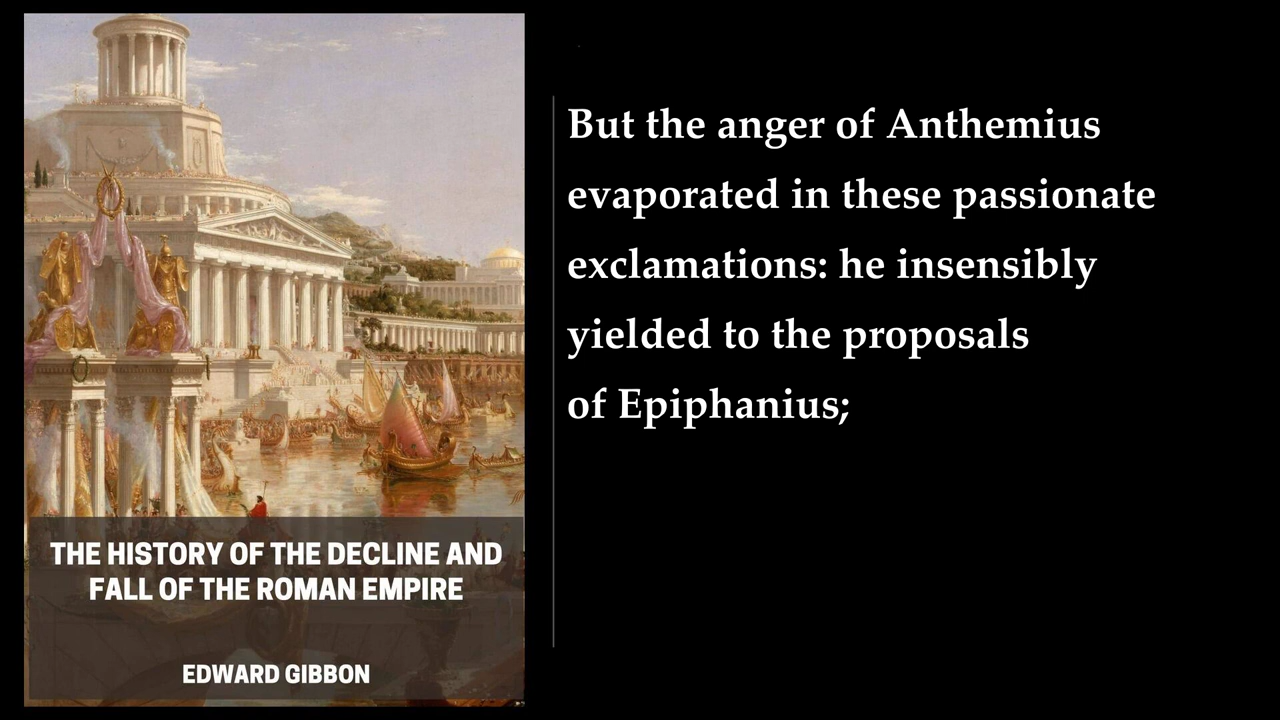 THE HISTORY OF THE DECLINE AND
FALL OF THE ROMAN EMPIRE
EDWARD GIBBON
But the anger of Anthemius
evaporated in these passionate
exclamations: he insensibly
yielded to the proposals
of Epiphanius;